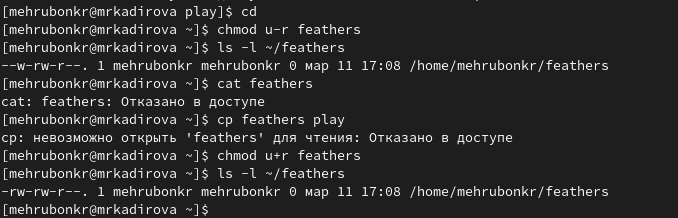 [mehrubonkr@mrkadirova play]$ cd
[mehrubonkr@mrkadirova ~]$ chmod u-r feathers
[mehrubonkr@mrkadirova ~]$ ls -l ~/feathers
--w-rw-r--. 1 mehrubonkr mehrubonkr 0 мар 11 17:08 /home/mehrubonkr/feathers
[mehrubonkr@mrkadirova ~]$ cat feathers
cat: feathers: Отказано в доступе
[mehrubonkr@mrkadirova ~]$ cp feathers play
cp: невозможно открыть 'feathers' для чтения: Отказано в доступе
[mehrubonkr@mrkadirova ~]$ chmod u+r feathers
[mehrubonkr@mrkadirova ~]$ ls -l ~/feathers
-rw-rw-r--. 1 mehrubonkr mehrubonkr 0 мар 11 17:08 /home/mehrubonkr/feathers
[mehrubonkr@mrkadirova ~]$